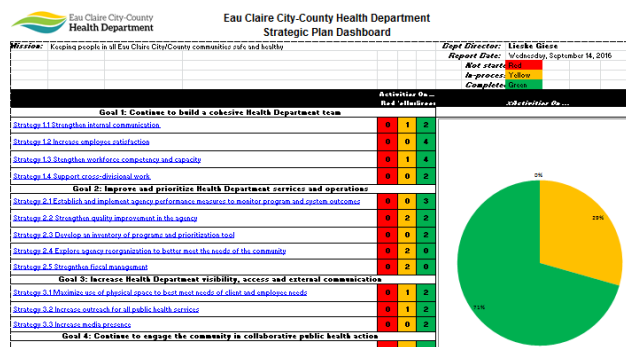 Eau Claire City-County
Health Department
Eau Claire City-County Health Department
Strategic Plan Dashboard
Mission: Keeping people in all Eau Claire City/County communities safe and healthy
Dept Director: Lieske Giese
Report Date: Wednesday, September 14, 2016
Not starte Red
In-proces: Yellow
Complete Green
Activities On...
Red
%Activities On ...
Goal 1: Continue to build a cohesive Health Department team
Strategy 1.1 Strengthen internal communication 0 1 2
Strategy 1.2 Increase employee satisfaction 0 0 4
Strategy 1.3 Stengthen workforce competency and capacity 0 1 4
Strategy 1.4 Support cross-divisional work 0 0 2
Goal 2: Improve and prioritize Health Department services and operations
Strategy 2.1 Establish and implement agency performance measures to monitor program and system outcomes 0 0 3
Strategy 2.2 Strengthen quality improvement in the agency 0 2 2
Strategy 2.3 Develop an inventory of programs and prioritization tool 0 0 2
Strategy 2.4 Explore agency reorganization to better meet the needs of the community 0 2 0
Strategy 2.5 Stregnthen fiscal management 0 2 0
Goal 3: Increase Health Department visibility, access and external communication
Strategy 3.1 Maximize use of physical space to best meet needs of client and employee needs 0 1 2
Strategy 3.2 Increase outreach for all public health services 0 1 2
Strategy 3.3 Increase media presence 0 0 2
Goal 4: Continue to engage the community in collaborative public health action
0%
29%
71%